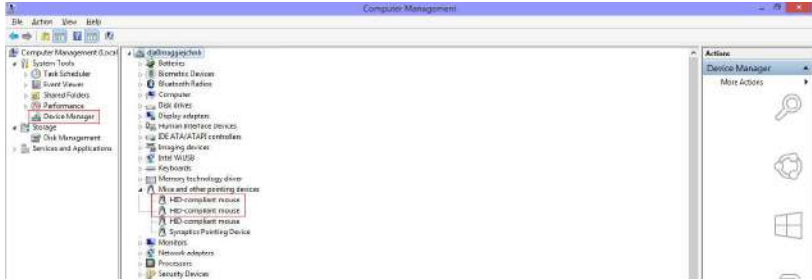 Computer Management
File Action View Help
Computer Management (Local
System Tools
Task Scheduler
Event Viewer
Shared Folders
Performance
Device Manager
Storage
Disk Management
Services and Applications
Batteries
Biometric Devices
Bluetooth Radios
Computer
Disk drives
Display adapters
Human Interface Devices
IDE ATA/ATAPI controllers
Imaging devices
Intel WiUSB
Keyboards
Memory technology driver
Mice and other pointing devices
HID-compliant mouse
HID-compliant mouse
HID-compliant mouse
Synaptics Pointing Device
Monitors
Network adapters
Processors
Security Devices
Actions
Device Manager
More Actions